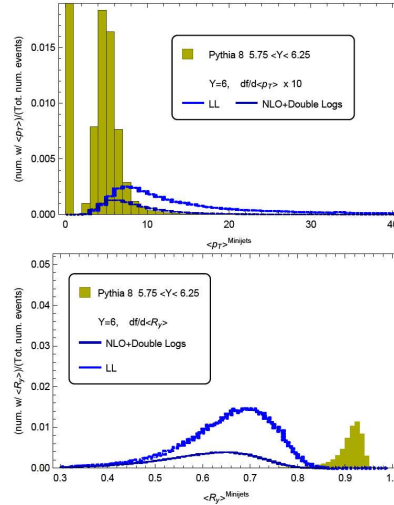 (num. w/ <p_T>)/(Tot. num. events)
0.015
0.010
0.005
0.000
Pythia 8 5.75 <Y< 6.25
Y=6, df/d<p_T> x 10
LL
NLO+Double Logs
0 10 20 30 40
<p_T>^Minijets
(num. w/ <R_y>)/(Tot. num. events)
0.05
0.04
0.03
0.02
0.01
0.00
Pythia 8 5.75 <Y< 6.25
Y=6, df/d<R_y>
NLO+Double Logs
LL
0.3 0.4 0.5 0.6 0.7 0.8 0.9
<R_y>^Minijets